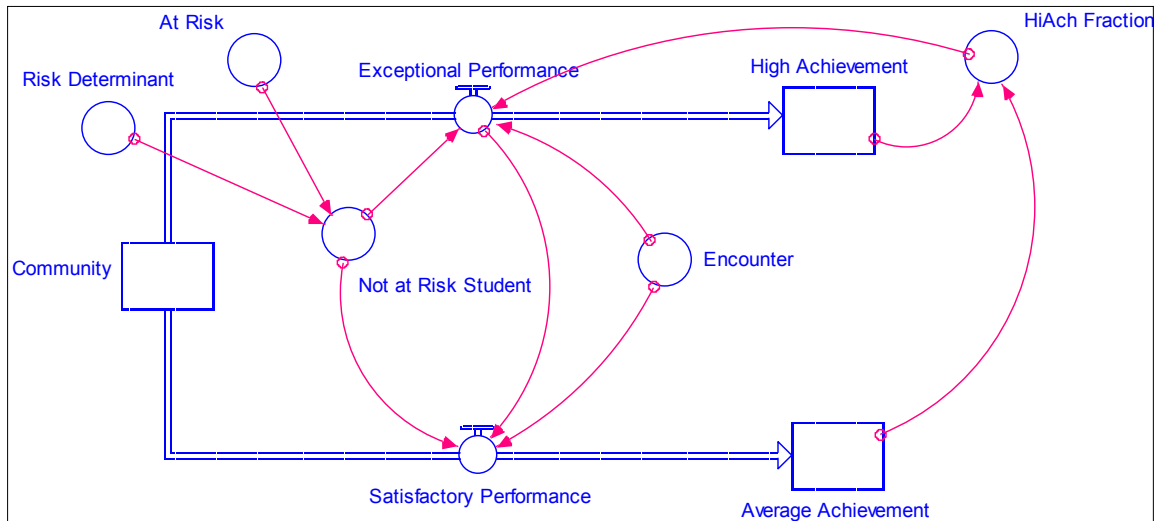 At Risk
HiAch Fraction
Risk Determinant
Exceptional Performance
High Achievement
Community
Not at Risk Student
Encounter
Satisfactory Performance
Average Achievement